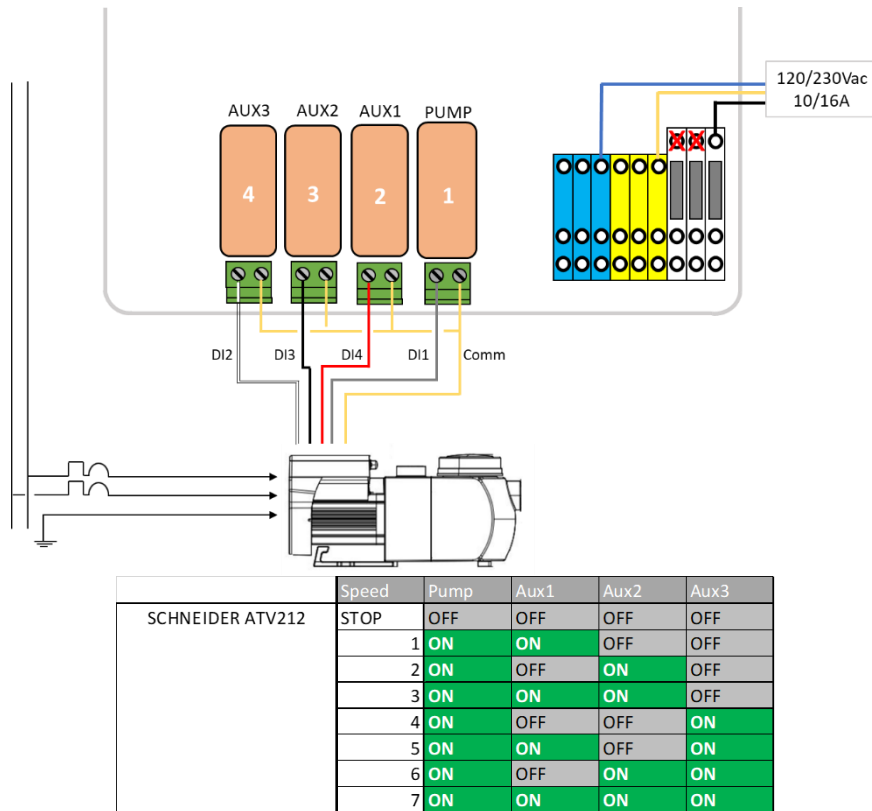 120/230Vac
10/16A
AUX3 AUX2 AUX1 PUMP
4 3 2 1
DI2 DI3 DI4 DI1 Comm
Speed Pump Aux1 Aux2 Aux3
SCHNEIDER ATV212 STOP OFF OFF OFF OFF
1 ON ON OFF OFF
2 ON OFF ON OFF
3 ON ON ON OFF
4 ON OFF OFF ON
5 ON ON OFF ON
6 ON OFF ON ON
7 ON ON ON ON